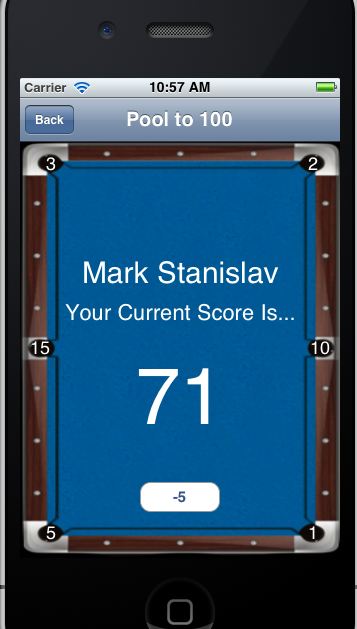 Carrier 10:57 AM
Back Pool to 100
3 2
Mark Stanislav
Your Current Score Is...
15 10
71
-5
5 1